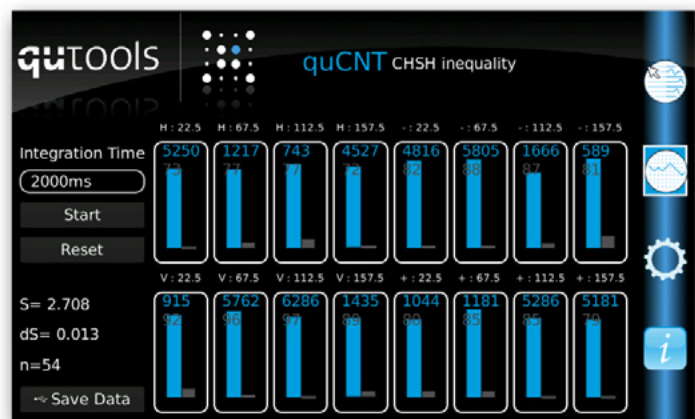 qutools
quCNT CHSH inequality
H : 22.5 H : 67.5 H : 112.5 H : 157.5 - : 22.5 - : 67.5 - : 112.5 - : 157.5
Integration Time
5250 1217 743 4527 4816 5805 1666 589
73 77 77 72 82 88 87 81
2000ms
Start
Reset
V : 22.5 V : 67.5 V : 112.5 V : 157.5 + : 22.5 + : 67.5 + : 112.5 + : 157.5
915 5762 6286 1435 1044 1181 5286 5181
92 96 97 89 80 85 85 79
S= 2.708
dS= 0.013
n=54
Save Data
i